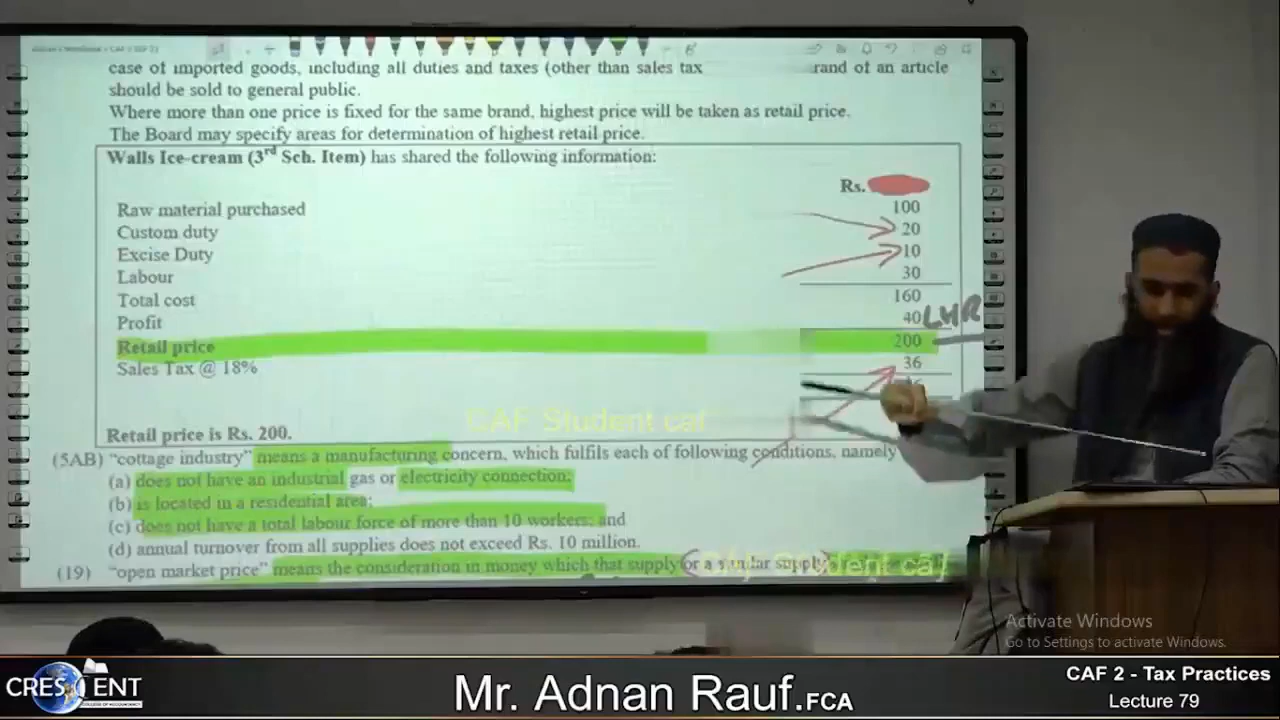 case of imported goods, including all duties and taxes (other than sales tax rand of an article
should be sold to general public.
Where more than one price is fixed for the same brand, highest price will be taken as retail price.
The Board may specify areas for determination of highest retail price.
Walls Ice-cream (3rd Sch. Item) has shared the following information:
Rs.
Raw material purchased 100
Custom duty 20
Excise Duty 10
Labour 30
Total cost 160
Profit 40
LHR
Retail price 200
Sales Tax @ 18% 36
CAF Student caf
Retail price is Rs. 200.
(5AB) "cottage industry" means a manufacturing concern, which fulfils each of following conditions, namely
(a) does not have an industrial gas or electricity connection;
(b) is located in a residential area;
(c) does not have a total labour force of more than 10 workers; and
(d) annual turnover from all supplies does not exceed Rs. 10 million.
(19) "open market price" means the consideration in money which that supply or a similar supply
Activate Windows
Go to Settings to activate Windows.
CRESCENT
COLLEGE OF ACCOUNTANCY
Mr. Adnan Rauf.FCA
CAF 2 - Tax Practices
Lecture 79